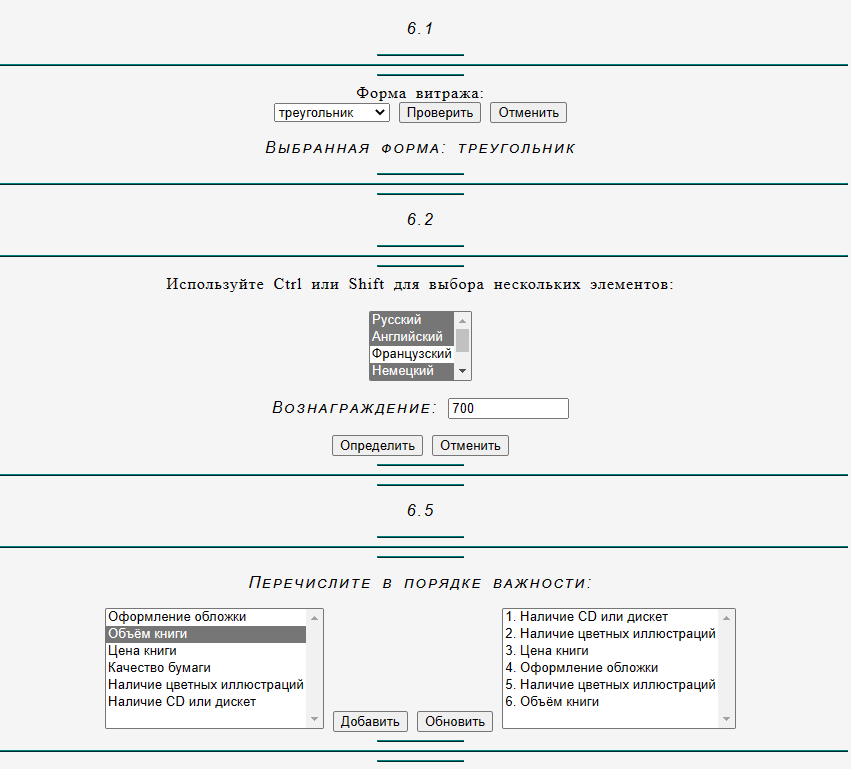 6.1
Форма витража:
треугольник Проверить Отменить
Выбранная форма: треугольник
6.2
Используйте Ctrl или Shift для выбора нескольких элементов:
Русский
Английский
Французский
Немецкий
Вознаграждение: 700
Определить Отменить
6.5
Перечислите в порядке важности:
Оформление обложки
Объём книги
Цена книги
Качество бумаги
Наличие цветных иллюстраций
Наличие CD или дискет
Добавить Обновить
1. Наличие CD или дискет
2. Наличие цветных иллюстраций
3. Цена книги
4. Оформление обложки
5. Наличие цветных иллюстраций
6. Объём книги